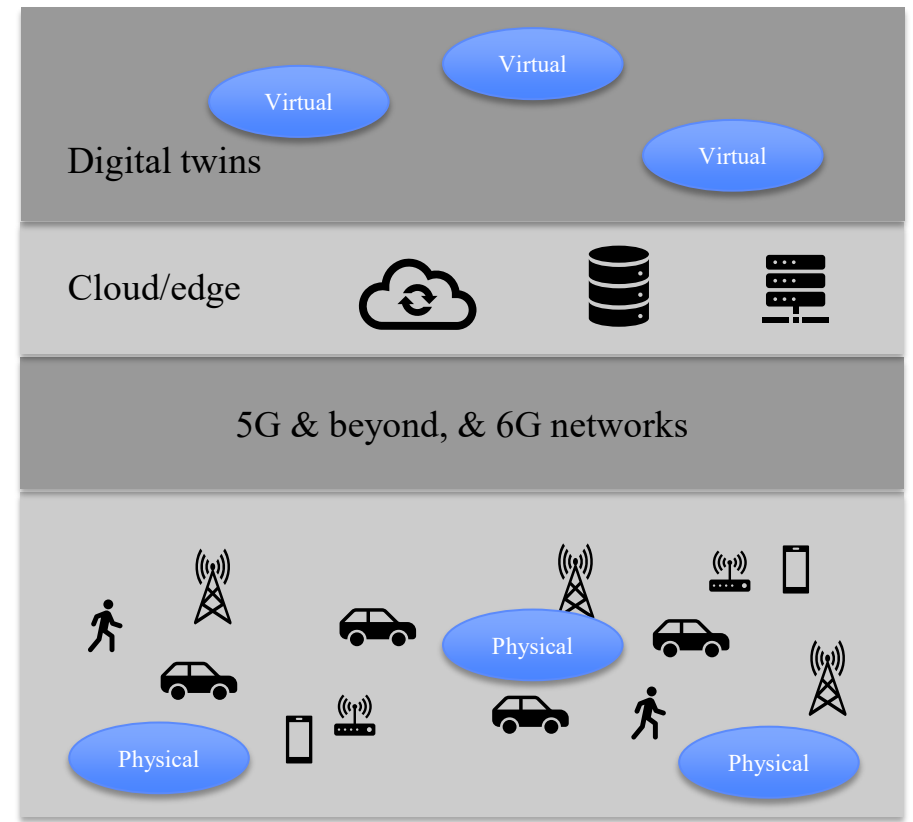 Virtual
Virtual
Virtual
Digital twins
Cloud/edge
5G & beyond, & 6G networks
Physical
Physical
Physical